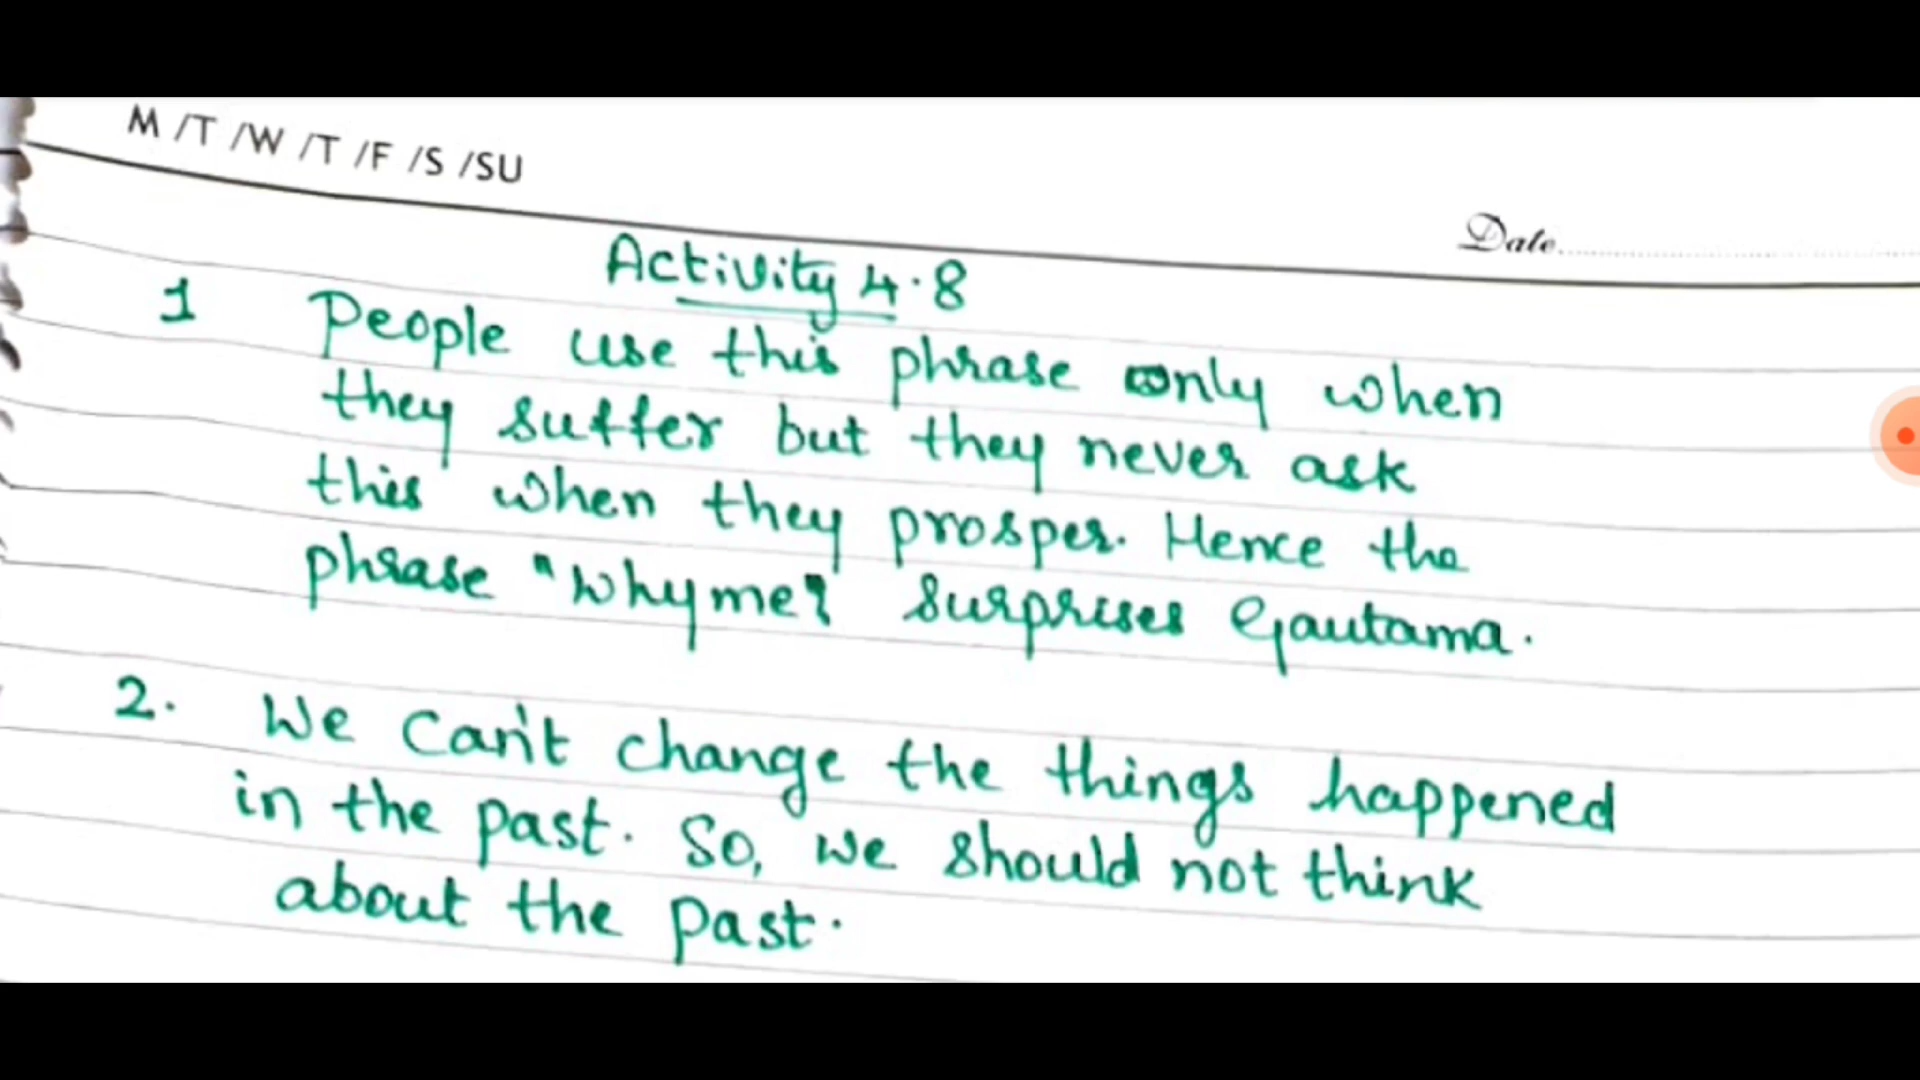 M /T /W /T /F /S /SU
Date
Activity 4.8
1 People use this phrase only when
they suffer but they never ask
this when they prosper. Hence the
phrase "Why me? surprises Gautama.
2. We can't change the things happened
in the past. So, we should not think
about the past.